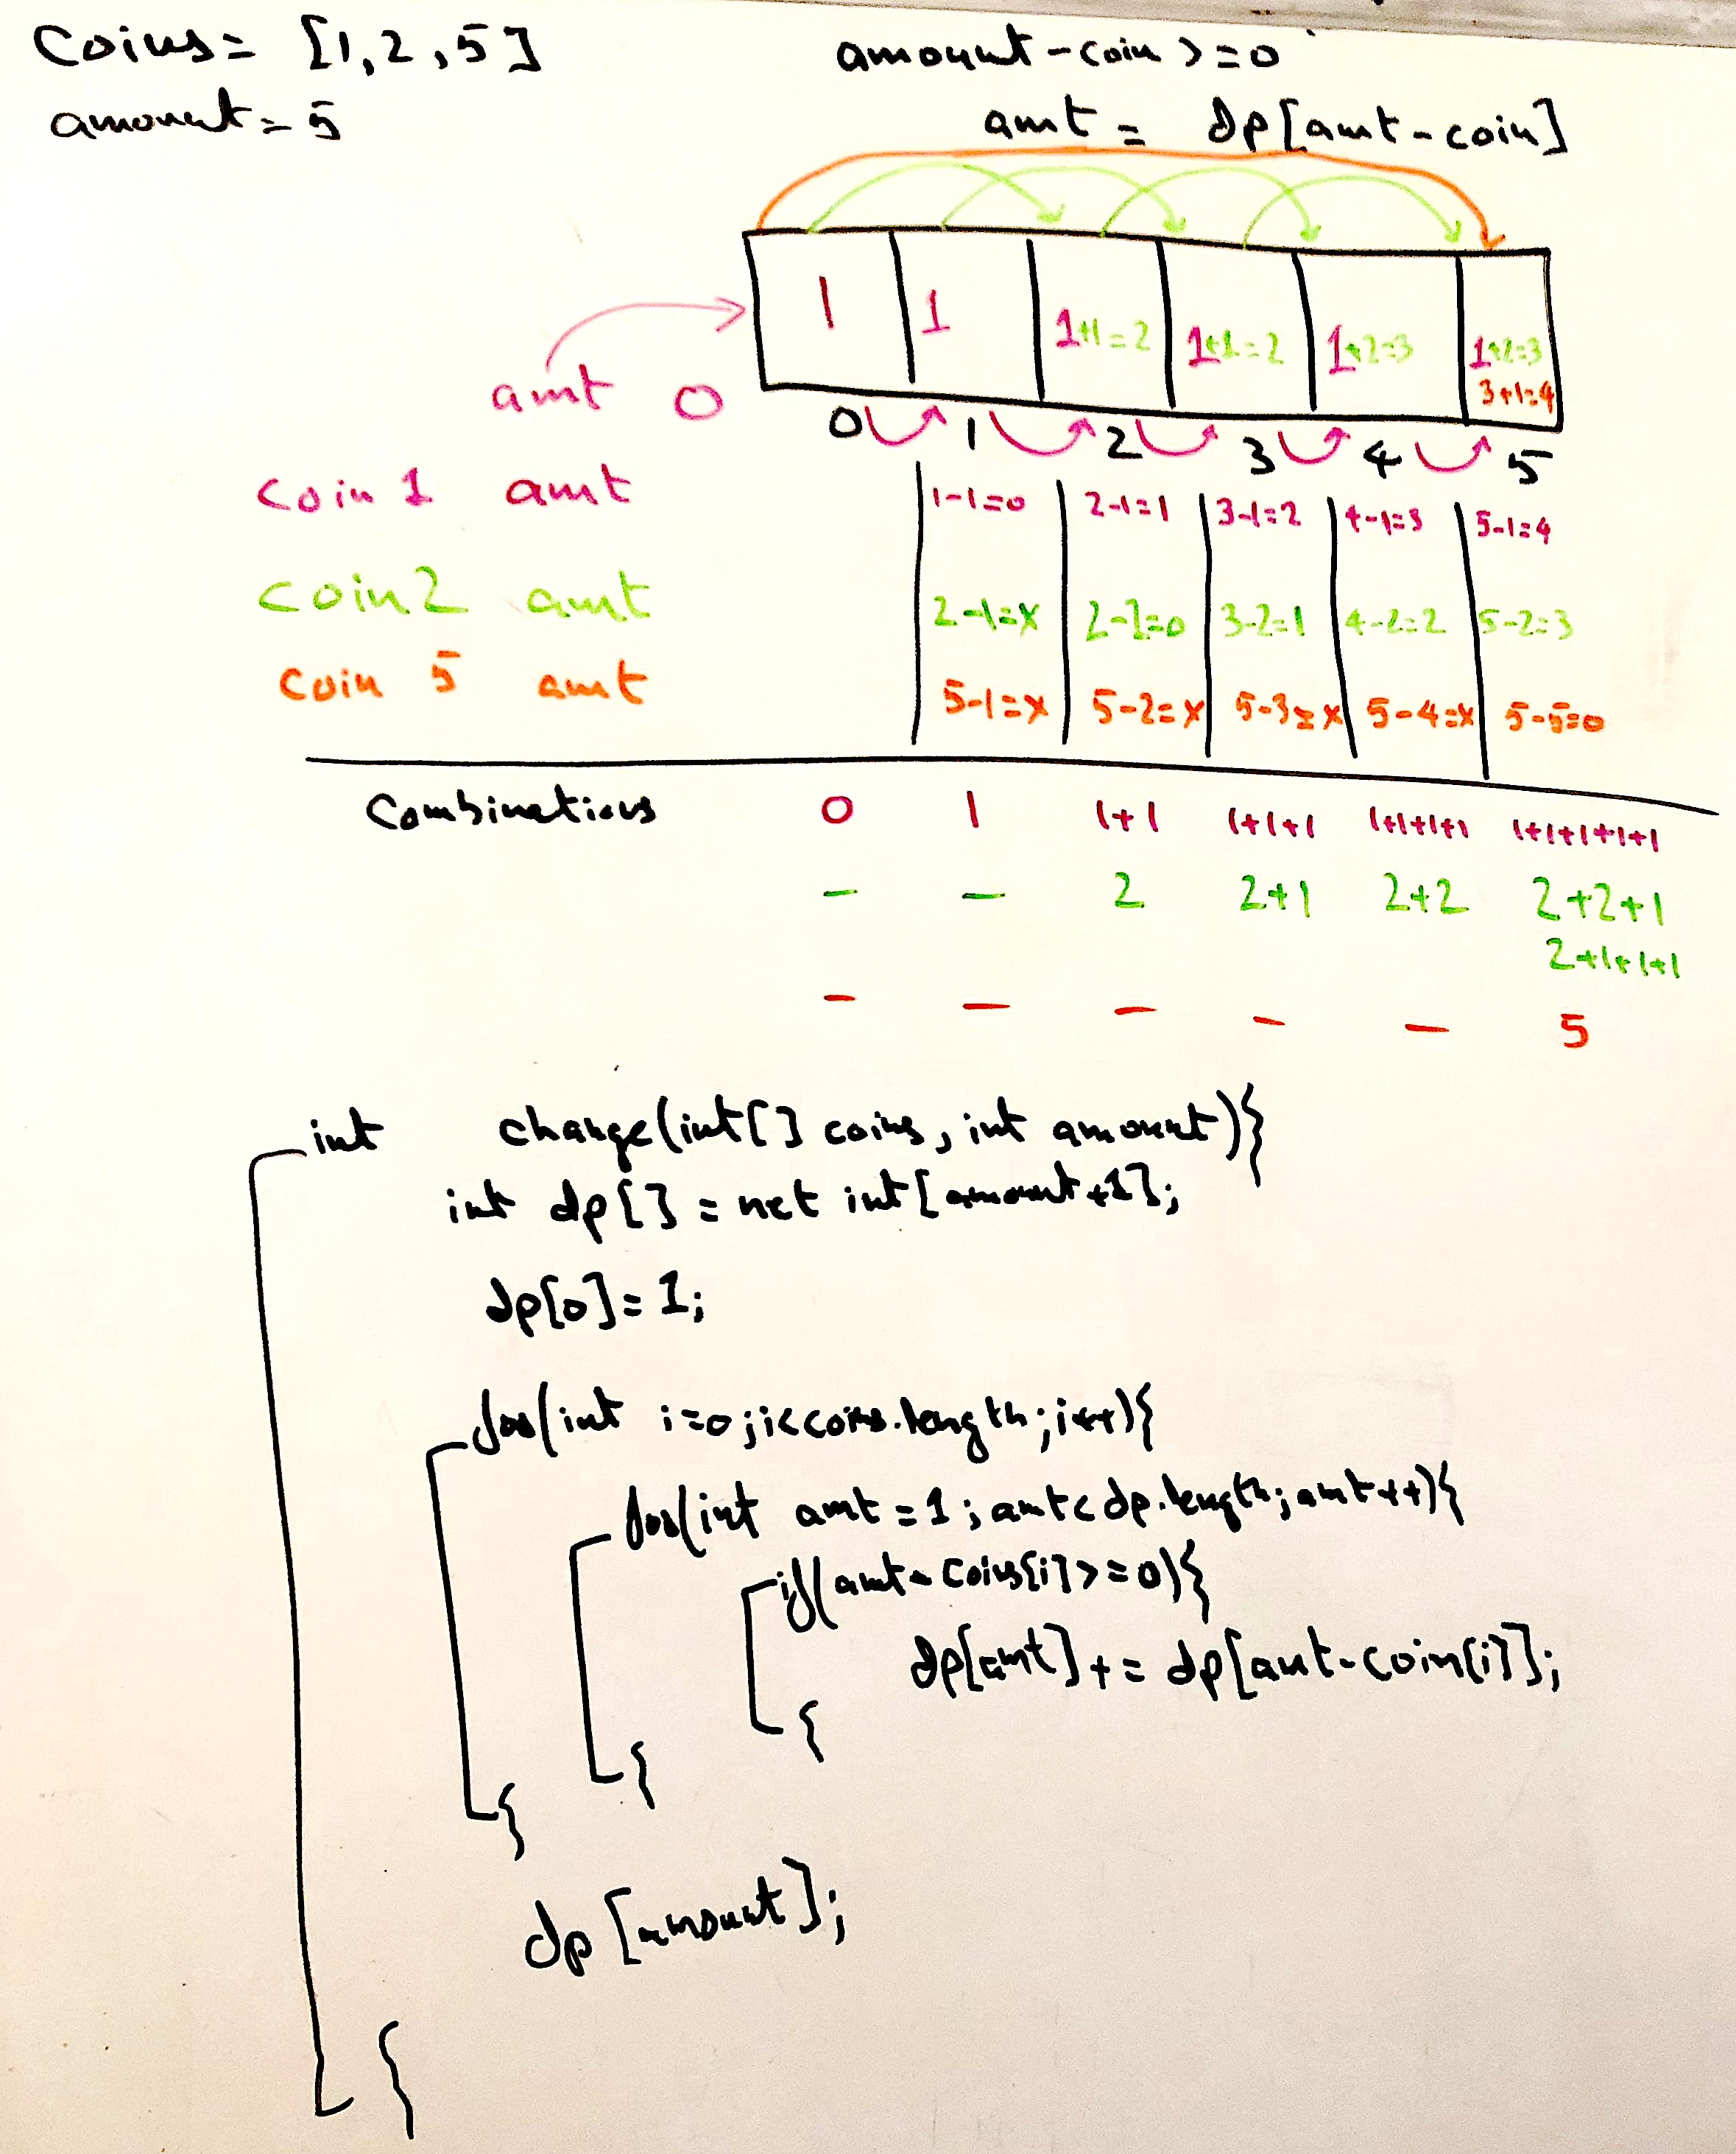 Coins= [1,2,5]
amount=5
amount-coin>=0
amt = dp[amt-coin]
1 1 1+1=2 1+1=2 1+2=3 1+2=3
3+1=4
amt 0
0 1 2 3 4 5
coin 1 amt 1-1=0 2-1=1 3-1=2 4-1=3 5-1=4
coin2 amt 2-1=x 2-2=0 3-2=1 4-2=2 5-2=3
coin 5 amt 5-1=x 5-2=x 5-3=x 5-4=x 5-5=0
Combinations 0 1 1+1 1+1+1 1+1+1+1 1+1+1+1+1
- - 2 2+1 2+2 2+2+1
2+1+1+1
- - - - - 5
int change(int[] coins, int amount){
int dp[] = net int[amount+1];
dp[0]=1;
for(int i=0;i<coins.length;i++){
for(int amt=1;amt<dp.length;amt++){
if(amt-coins[i]>=0){
dp[amt]+=dp[amt-coin[i]];
{
{
{
dp[amount];
{